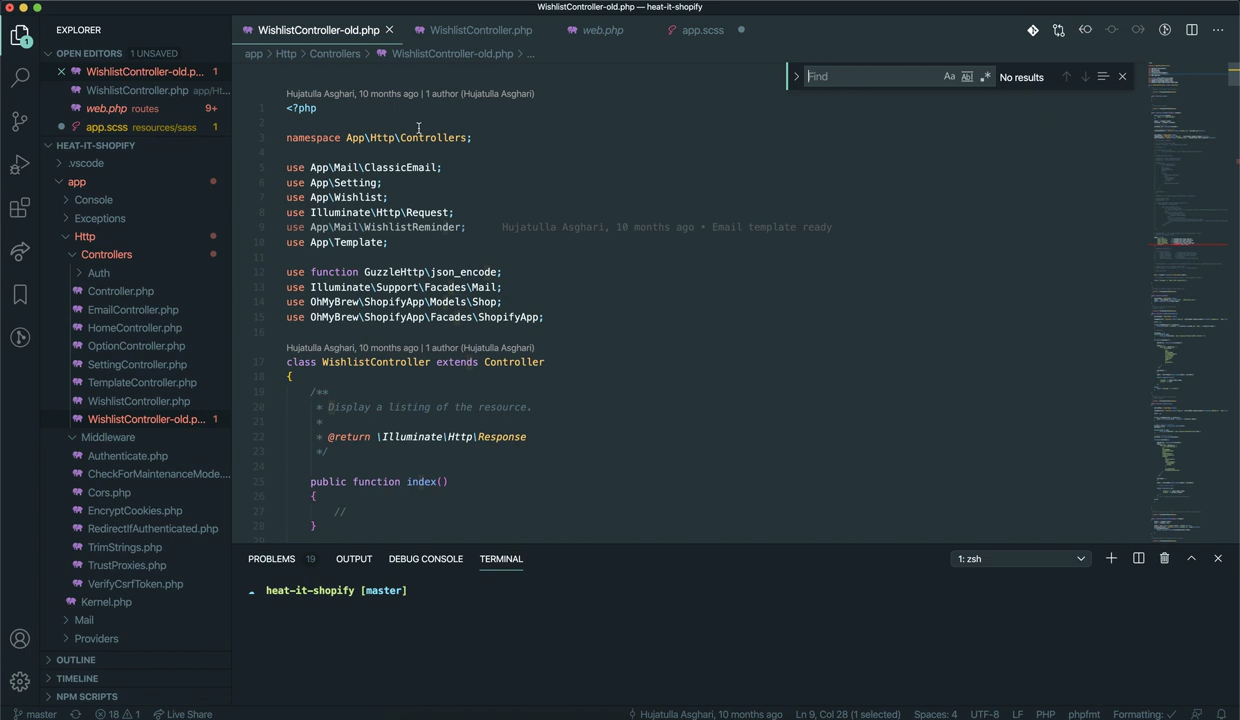 WishlistController-old.php — heat-it-shopify
EXPLORER
WishlistController-old.php
WishlistController.php
web.php
app.scss
OPEN EDITORS 1 UNSAVED
app > Http > Controllers > WishlistController-old.php > ...
WishlistController-old.p... 1
WishlistController.php app/Ht...
web.php routes 9+
app.scss resources/sass 1
Find
Aa
Abl
No results
HEAT-IT-SHOPIFY
.vscode
app
Console
Exceptions
Http
Controllers
Auth
Controller.php
EmailController.php
HomeController.php
OptionController.php
SettingController.php
TemplateController.php
WishlistController.php
WishlistController-old.p... 1
Middleware
Authenticate.php
CheckForMaintenanceMode....
Cors.php
EncryptCookies.php
RedirectIfAuthenticated.php
TrimStrings.php
TrustProxies.php
VerifyCsrfToken.php
Kernel.php
Mail
Providers
OUTLINE
TIMELINE
NPM SCRIPTS
Hujatulla Asghari, 10 months ago | 1 author (Hujatulla Asghari)
1 <?php
2
3 namespace App\Http\Controllers;
4
5 use App\Mail\ClassicEmail;
6 use App\Setting;
7 use App\Wishlist;
8 use Illuminate\Http\Request;
9 use App\Mail\WishlistReminder; Hujatulla Asghari, 10 months ago • Email template ready
10 use App\Template;
11
12 use function GuzzleHttp\json_encode;
13 use Illuminate\Support\Facades\Mail;
14 use OhMyBrew\ShopifyApp\Models\Shop;
15 use OhMyBrew\ShopifyApp\Facades\ShopifyApp;
16
Hujatulla Asghari, 10 months ago | 1 author (Hujatulla Asghari)
17 class WishlistController extends Controller
18 {
19 /**
20 * Display a listing of the resource.
21 *
22 * @return \Illuminate\Http\Response
23 */
24
25 public function index()
26 {
27 //
28 }
29
PROBLEMS 19 OUTPUT DEBUG CONSOLE TERMINAL
1: zsh
heat-it-shopify [master]
1
master
18 1
Live Share
Hujatulla Asghari, 10 months ago
Ln 9, Col 28 (1 selected)
Spaces: 4
UTF-8
LF
PHP
phpfmt
Formatting: ✓